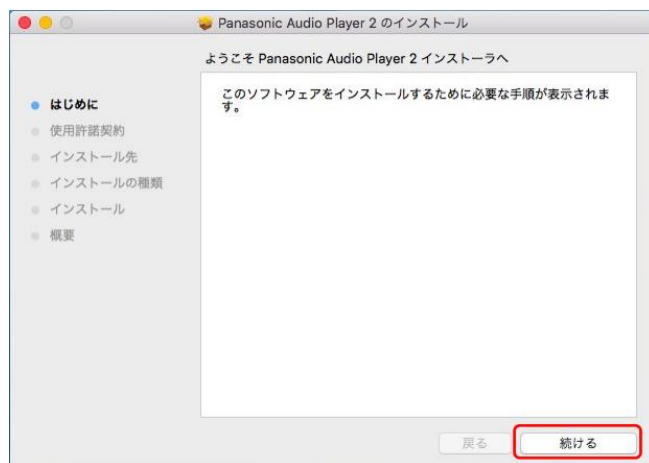 Panasonic Audio Player 2 のインストール
ようこそ Panasonic Audio Player 2 インストーラへ
はじめに
使用許諾契約
インストール先
インストールの種類
インストール
概要
このソフトウェアをインストールするために必要な手順が表示されま
す。
戻る
続ける